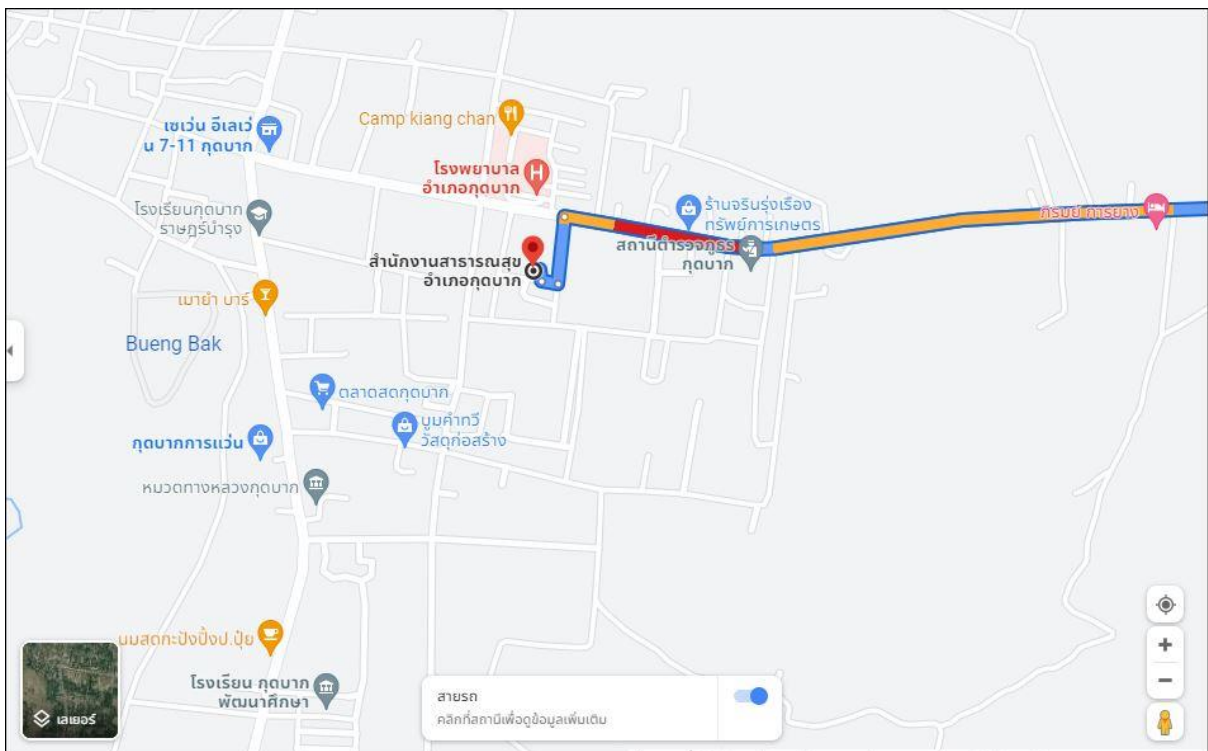 Camp kiang chan
เซเว่น อีเลฟเว่
น 7-11 กุดบาก
โรงพยาบาล
อำเภอกุดบาก
โรงเรียนกุดบาก
ราษฎร์บำรุง
ร้านจรินรุ่งเรือง
ทรัพย์การเกษตร
ภิรมย์ การยาง
สถานีตำรวจภูธร
กุดบาก
สำนักงานสาธารณสุข
อำเภอกุดบาก
เมายำ บาร์
Bueng Bak
ตลาดสดกุดบาก
บูมคำทวี
วัสดุก่อสร้าง
กุดบากการแว่น
หมวดทางหลวงกุดบาก
นมสดกะปังปิ้งป.ปุ๋ย
โรงเรียน กุดบาก
พัฒนาศึกษา
สายรถ
คลิกที่สถานีเพื่อดูข้อมูลเพิ่มเติม
เลเยอร์